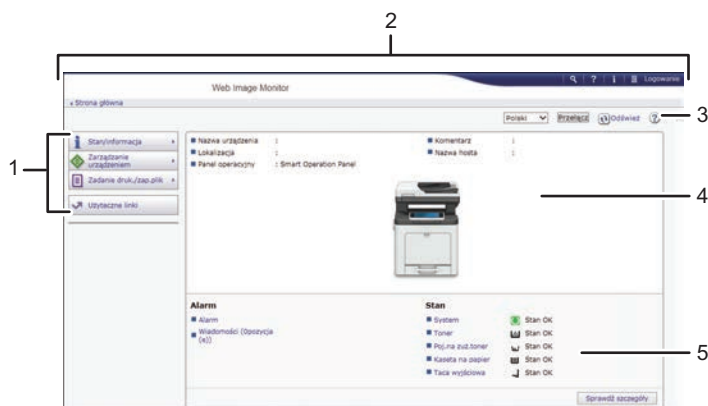 2
Web Image Monitor
Logowanie
Strona główna
Polski Przełącz Odśwież
3
1
Stan/informacja
Zarządzanie
urządzeniem
Zadanie druk./zap.plik
Użyteczne linki
Nazwa urządzenia :
Lokalizacja :
Panel operacyjny : Smart Operation Panel
Komentarz :
Nazwa hosta :
4
Alarm
Alarm
Wiadomości (0pozycja
(e))
Stan
System Stan OK
Toner Stan OK
Poj.na zuż.toner Stan OK
Kaseta na papier Stan OK
Taca wyjściowa Stan OK
5
Sprawdź szczegóły